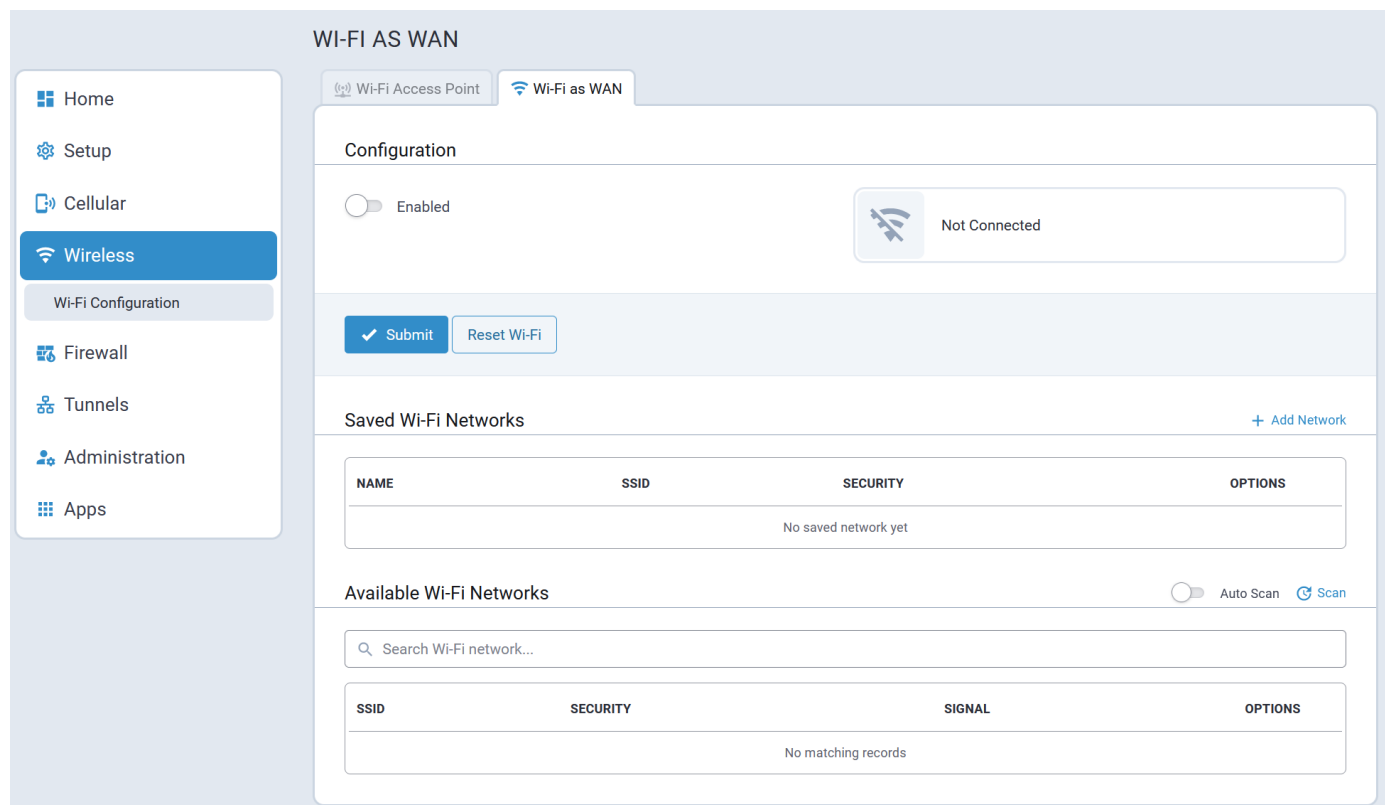 WI-FI AS WAN
Home
Setup
Cellular
Wireless
Wi-Fi Configuration
Firewall
Tunnels
Administration
Apps
Wi-Fi Access Point
Wi-Fi as WAN
Configuration
Enabled
Not Connected
Submit
Reset Wi-Fi
Saved Wi-Fi Networks
+ Add Network
NAME SSID SECURITY OPTIONS
No saved network yet
Available Wi-Fi Networks
Auto Scan
Scan
Search Wi-Fi network...
SSID SECURITY SIGNAL OPTIONS
No matching records